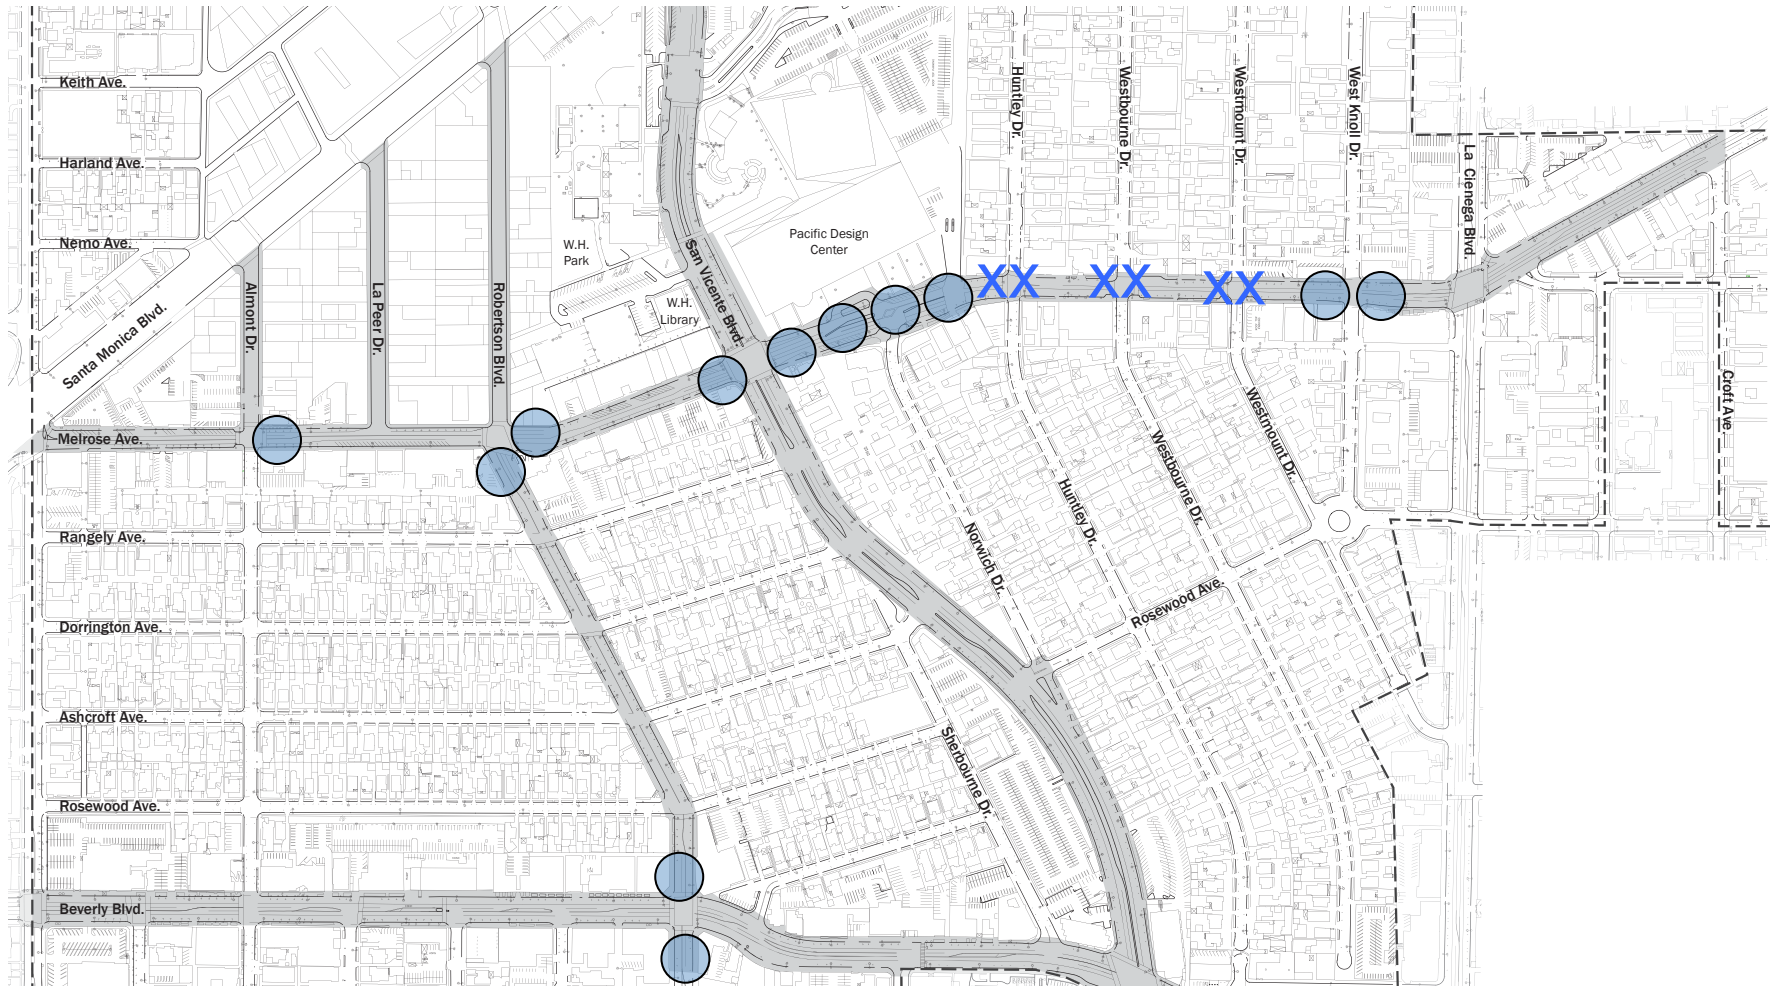 Keith Ave.
Harland Ave.
Nemo Ave.
Santa Monica Blvd.
Almont Dr.
La Peer Dr.
Robertson Blvd.
W.H.
Park
W.H.
Library
San Vicente Blvd.
Pacific Design
Center
Huntley Dr.
Westbourne Dr.
Westmount Dr.
West Knoll Dr.
La Cienega Blvd.
XX
XX
XX
Croft Ave
Melrose Ave.
Rangely Ave.
Dorrington Ave.
Ashcroft Ave.
Rosewood Ave.
Beverly Blvd.
Norwich Dr.
Huntley Dr.
Westbourne Dr.
Westmount Dr.
Rosewood Ave.
Sherbourne Dr.